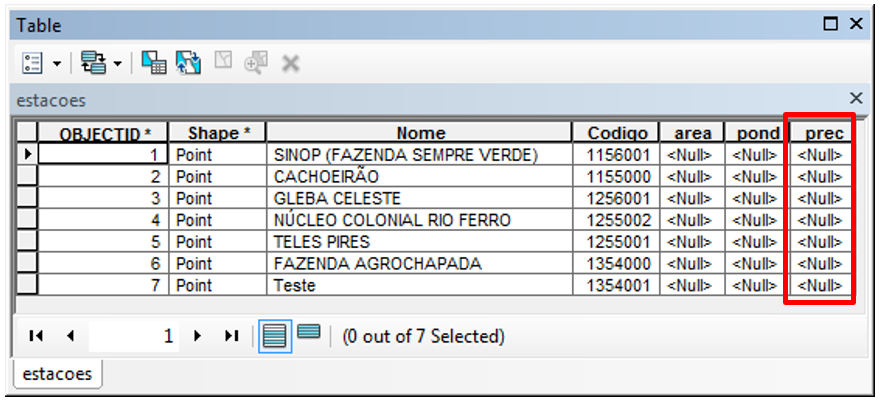 Table
estacoes
OBJECTID * Shape * Nome Codigo area pond prec
1 Point SINOP (FAZENDA SEMPRE VERDE) 1156001 <Null> <Null> <Null>
2 Point CACHOEIRÃO 1155000 <Null> <Null> <Null>
3 Point GLEBA CELESTE 1256001 <Null> <Null> <Null>
4 Point NÚCLEO COLONIAL RIO FERRO 1255002 <Null> <Null> <Null>
5 Point TELES PIRES 1255001 <Null> <Null> <Null>
6 Point FAZENDA AGROCHAPADA 1354000 <Null> <Null> <Null>
7 Point Teste 1354001 <Null> <Null> <Null>
1 (0 out of 7 Selected)
estacoes